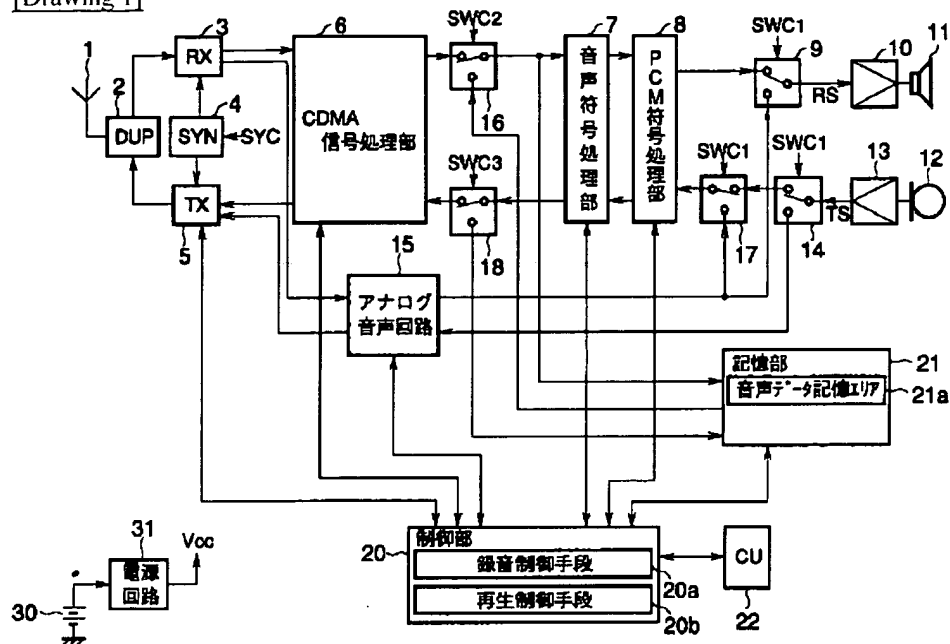 [Drawing 1]
SWC2
SWC1
1
2
3
4
5
6
7
8
9
10
11
RX
DUP
SYN
SYC
TX
CDMA
信号処理部
16
音声符号処理部
PCM符号処理部
RS
SWC3
18
SWC1
17
SWC1
14
TS
13
12
15
アナログ
音声回路
記憶部
21
音声データ記憶エリア
21a
制御部
20
録音制御手段
20a
再生制御手段
20b
CU
22
31
Vcc
電源
回路
30